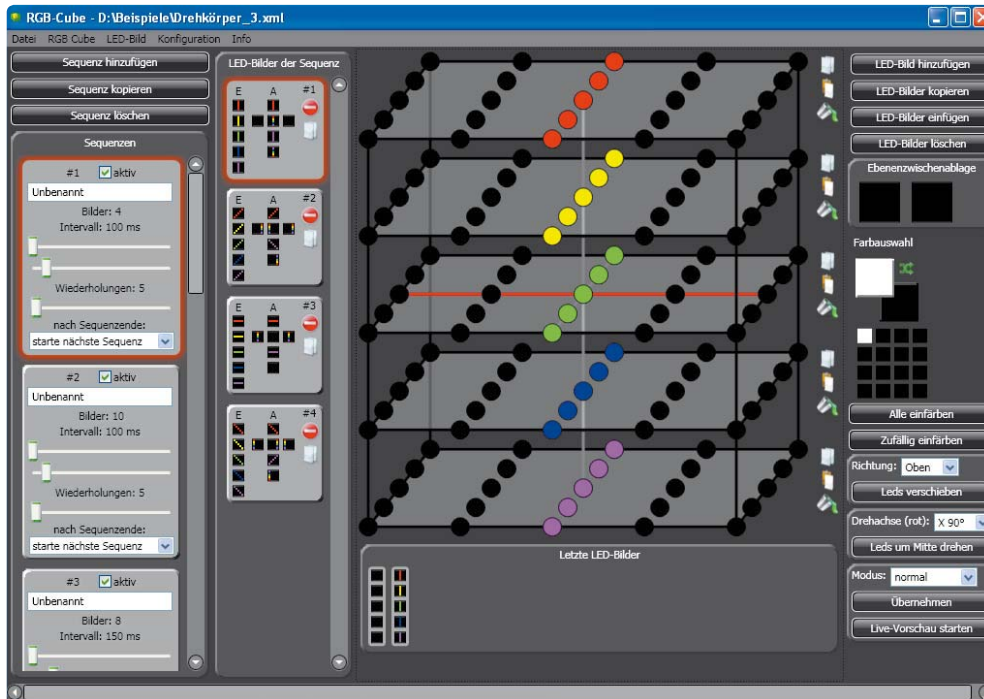 RGB-Cube - D:\Beispiele\Drehkörper_3.xml
Datei RGB Cube LED-Bild Konfiguration Info
Sequenz hinzufügen
Sequenz kopieren
Sequenz löschen
Sequenzen
#1 aktiv
Unbenannt
Bilder: 4
Intervall: 100 ms
Wiederholungen: 5
nach Sequenzende:
starte nächste Sequenz
#2 aktiv
Unbenannt
Bilder: 10
Intervall: 100 ms
Wiederholungen: 5
nach Sequenzende:
starte nächste Sequenz
#3 aktiv
Unbenannt
Bilder: 8
Intervall: 150 ms
LED-Bilder der Sequenz
E A #1
E A #2
E A #3
E A #4
Letzte LED-Bilder
LED-Bild hinzufügen
LED-Bilder kopieren
LED-Bilder einfügen
LED-Bilder löschen
Ebenenzwischenablage
Farbauswahl
Alle einfärben
Zufällig einfärben
Richtung: Oben
Leds verschieben
Drehachse (rot): X 90°
Leds um Mitte drehen
Modus: normal
Übernehmen
Live-Vorschau starten